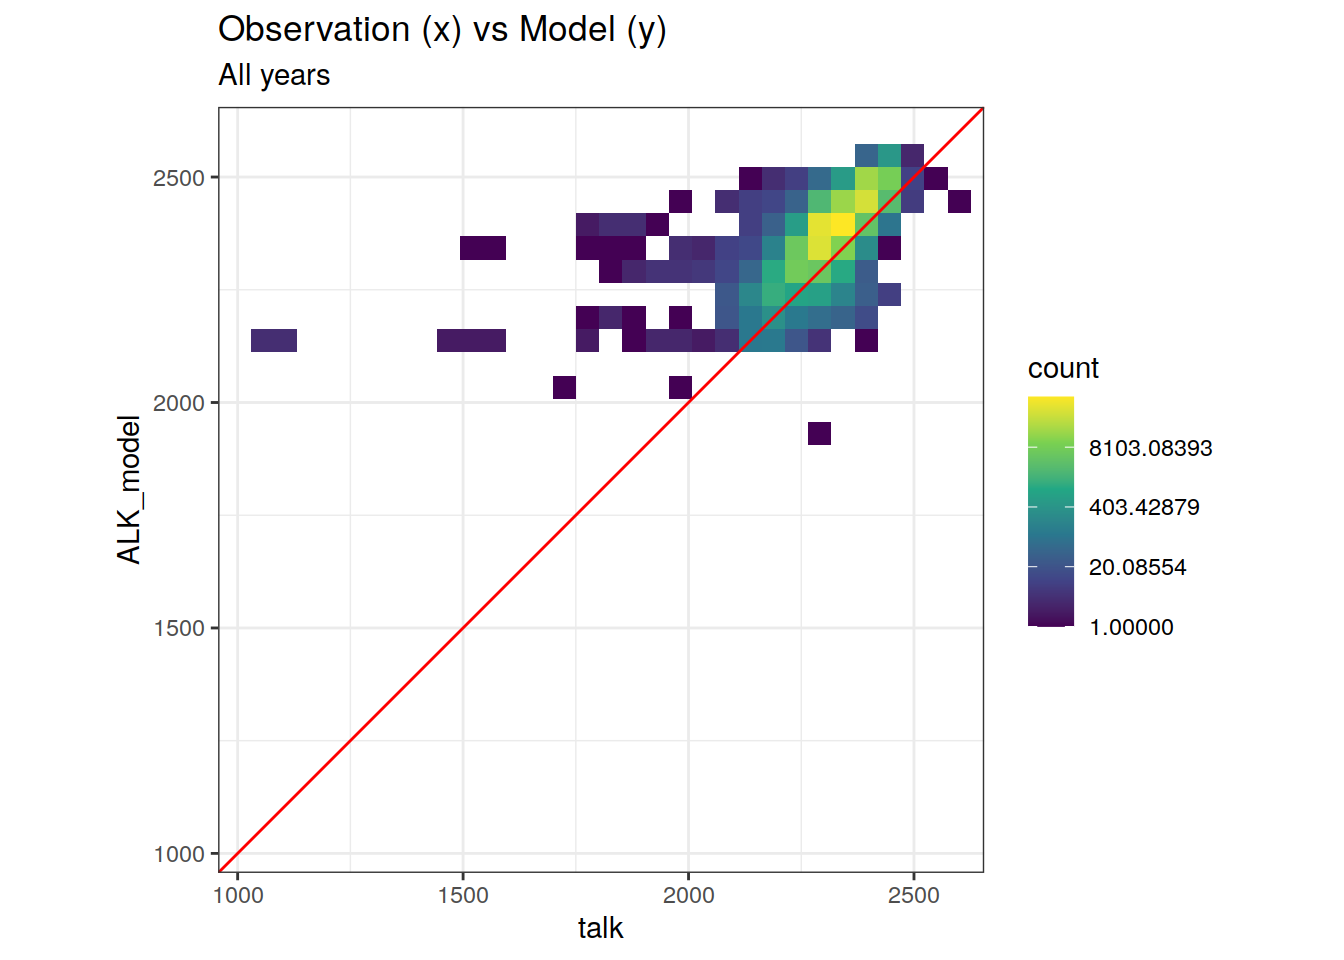 Observation (x) vs Model (y)
All years
2500
2000
1500
1000
ALK_model
1000
1500
2000
2500
talk
count
8103.08393
403.42879
20.08554
1.00000